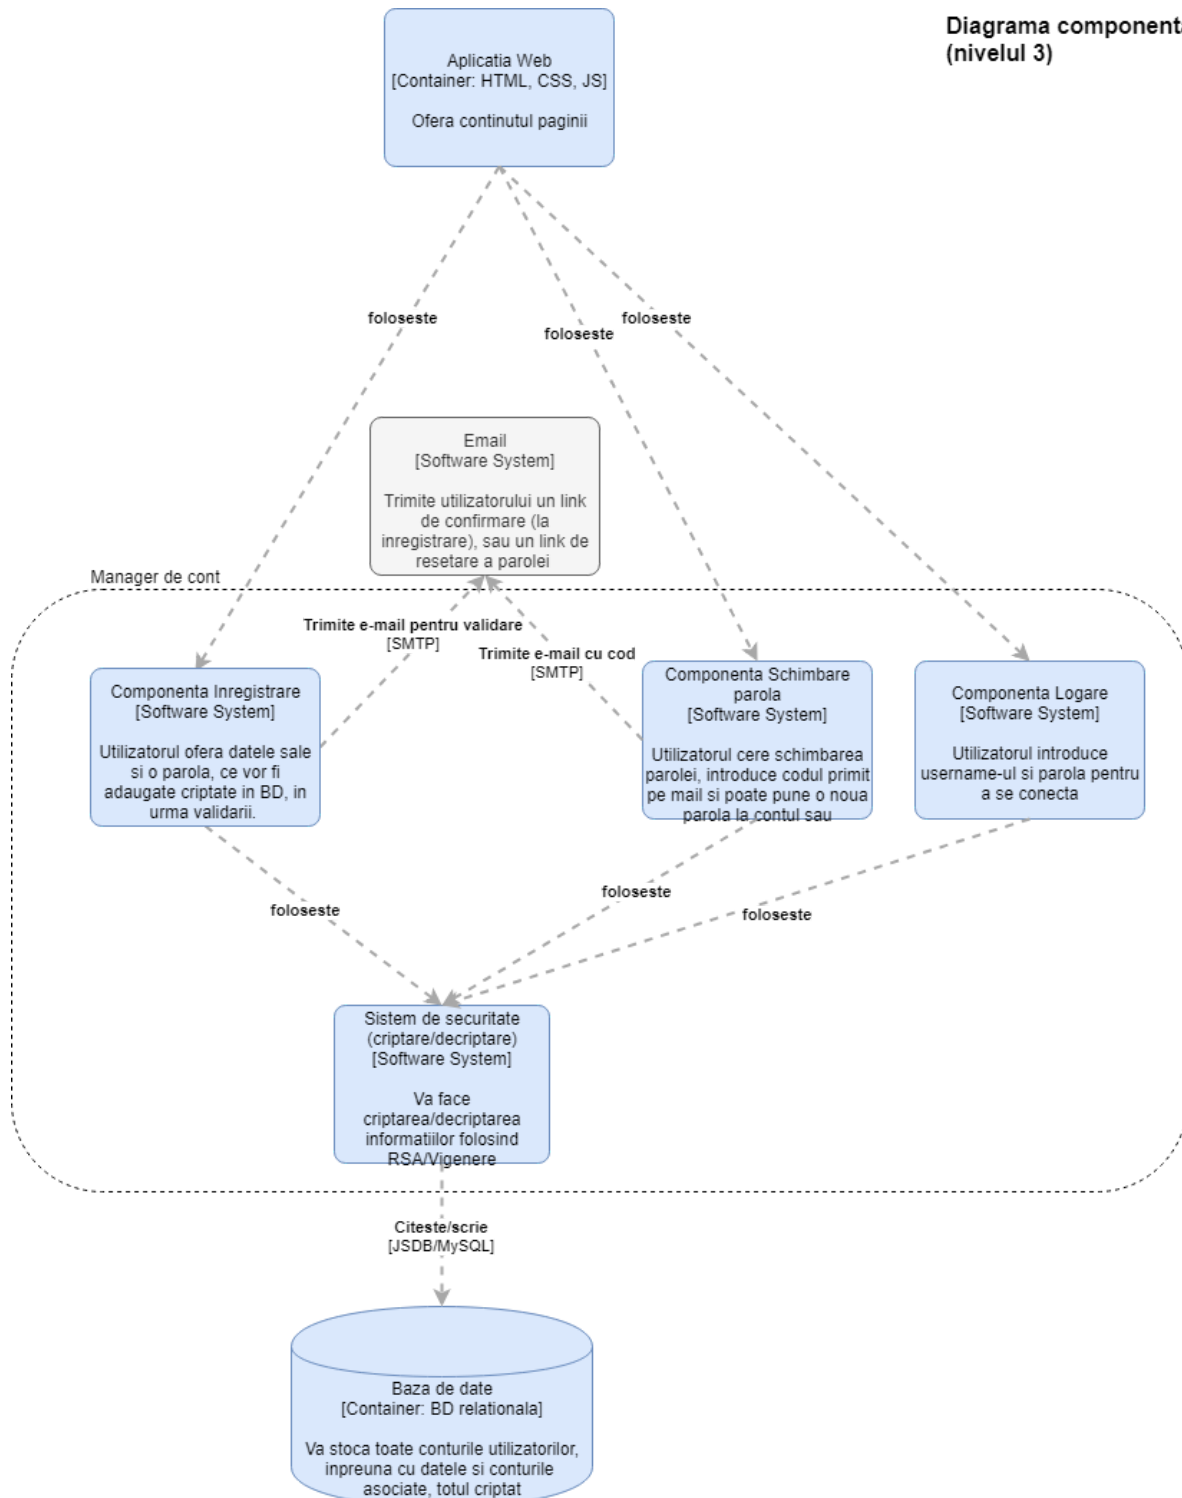 Diagrama componenta
(nivelul 3)
Aplicatia Web
[Container: HTML, CSS, JS]
Ofera continutul paginii
foloseste
foloseste
foloseste
Email
[Software System]
Trimite utilizatorului un link
de confirmare (la
inregistrare), sau un link de
resetare a parolei
Manager de cont
Trimite e-mail pentru validare
[SMTP]
Trimite e-mail cu cod
[SMTP]
Componenta Inregistrare
[Software System]
Utilizatorul ofera datele sale
si o parola, ce vor fi
adaugate criptate in BD, in
urma validarii.
Componenta Schimbare
parola
[Software System]
Utilizatorul cere schimbarea
parolei, introduce codul primit
pe mail si poate pune o noua
parola la contul sau
Componenta Logare
[Software System]
Utilizatorul introduce
username-ul si parola pentru
a se conecta
foloseste
foloseste
foloseste
Sistem de securitate
(criptare/decriptare)
[Software System]
Va face
criptarea/decriptarea
informatiilor folosind
RSA/Vigenere
Citeste/scrie
[JSDB/MySQL]
Baza de date
[Container: BD relationala]
Va stoca toate conturile utilizatorilor,
inpreuna cu datele si conturile
asociate, totul criptat